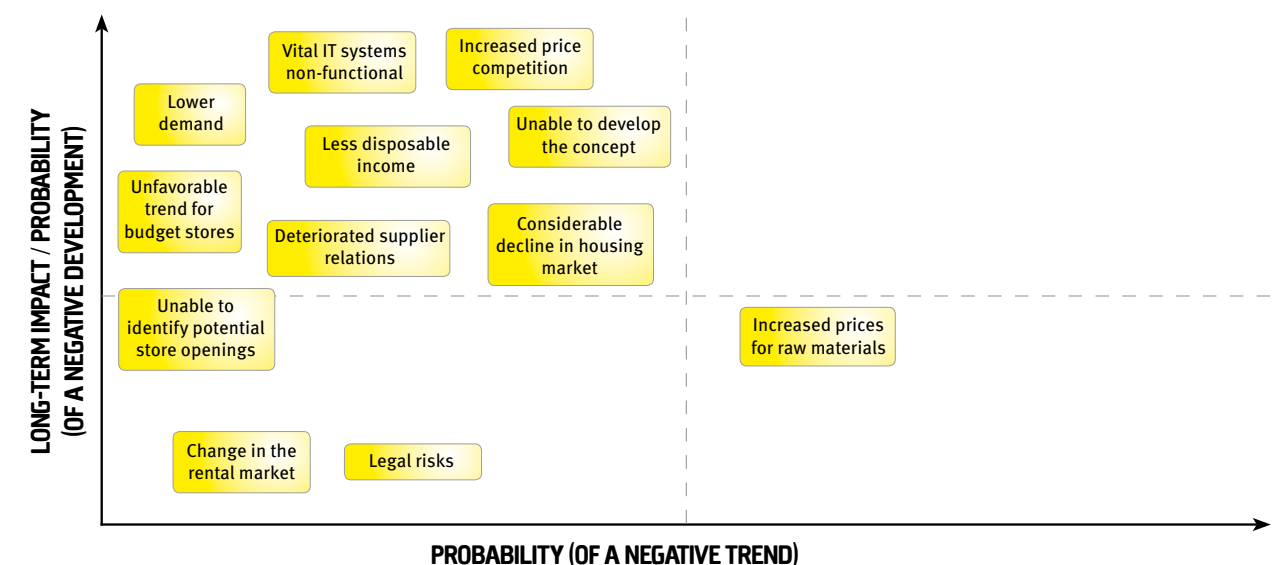 LONG-TERM IMPACT / PROBABILITY
(OF A NEGATIVE DEVELOPMENT)
Vital IT systems
non-functional
Increased price
competition
Lower
demand
Unable to develop
the concept
Less disposable
income
Unfavorable
trend for
budget stores
Deteriorated supplier
relations
Considerable
decline in housing
market
Unable to
identify potential
store openings
Increased prices
for raw materials
Change in the
rental market
Legal risks
PROBABILITY (OF A NEGATIVE TREND)